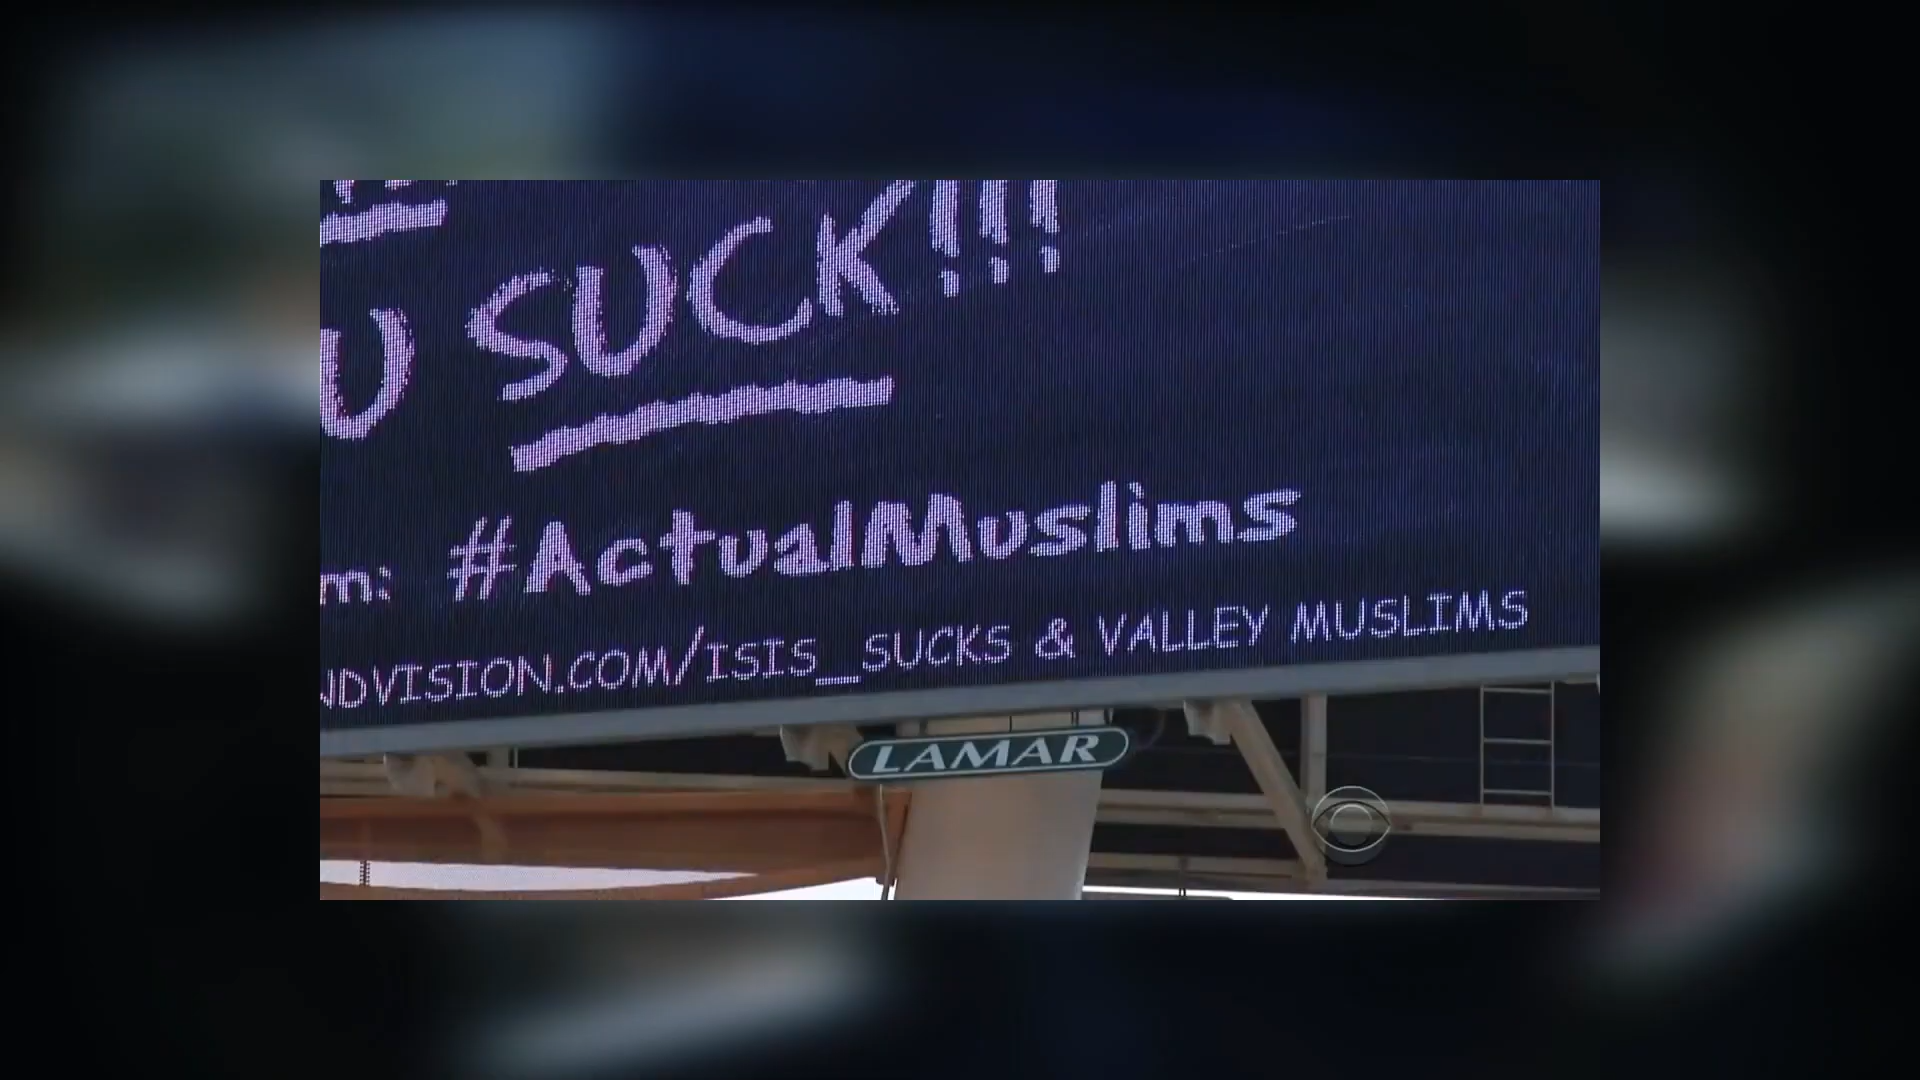 U SUCK!!!
m: #ActualMuslims
NDVISION.COM/ISIS_SUCKS & VALLEY MUSLIMS
LAMAR